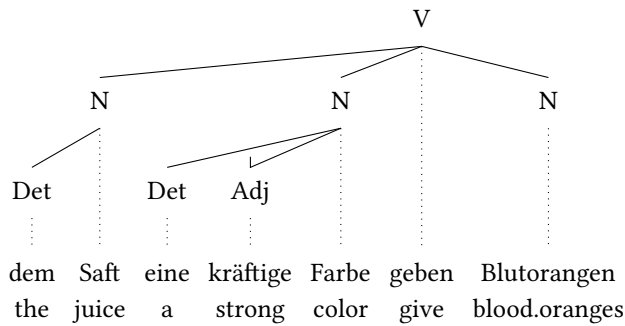 V
N N N
Det Det Adj
dem Saft eine kräftige Farbe geben Blutorangen
the juice a strong color give blood.oranges